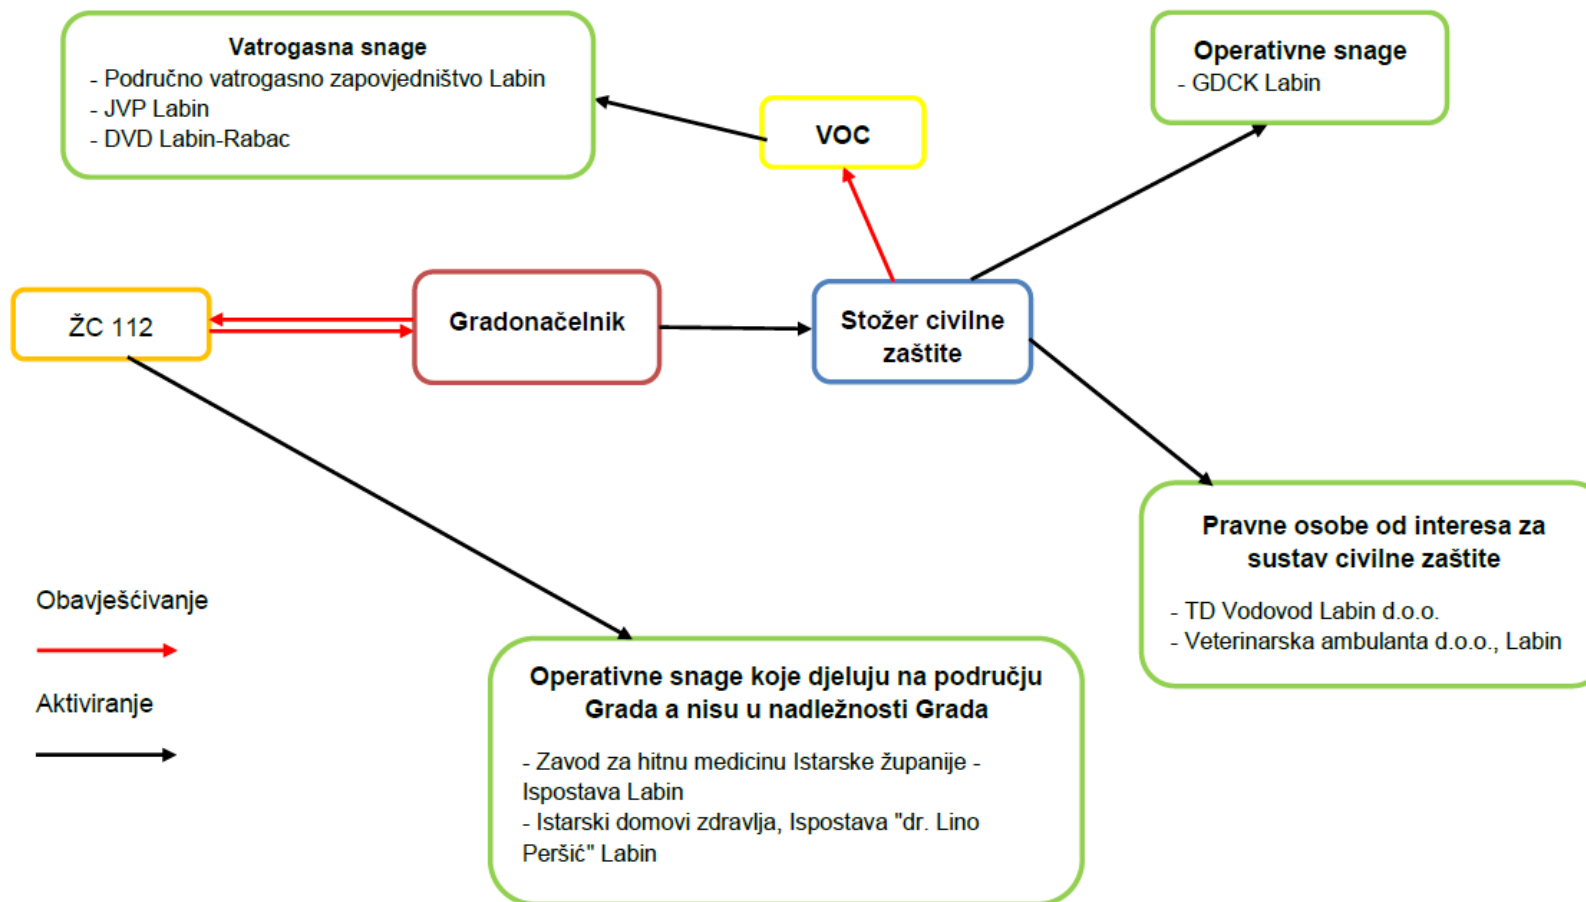 Vatrogasna snage
- Područno vatrogasno zapovjedništvo Labin
- JVP Labin
- DVD Labin-Rabac
VOC
Operativne snage
- GDCK Labin
ŽC 112
Gradonačelnik
Stožer civilne
zaštite
Pravne osobe od interesa za
sustav civilne zaštite
- TD Vodovod Labin d.o.o.
- Veterinarska ambulanta d.o.o., Labin
Obavješćivanje
Aktiviranje
Operativne snage koje djeluju na području
Grada a nisu u nadležnosti Grada
- Zavod za hitnu medicinu Istarske županije -
Ispostava Labin
- Istarski domovi zdravlja, Ispostava "dr. Lino
Peršić" Labin